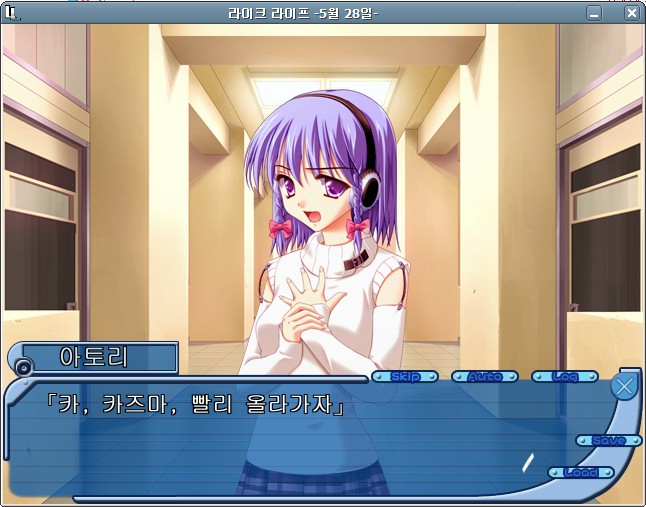 라이크 라이프 -5월 28일-
아토리
「카, 카즈마, 빨리 올라가자」
Skip
Auto
Log
Save
Load